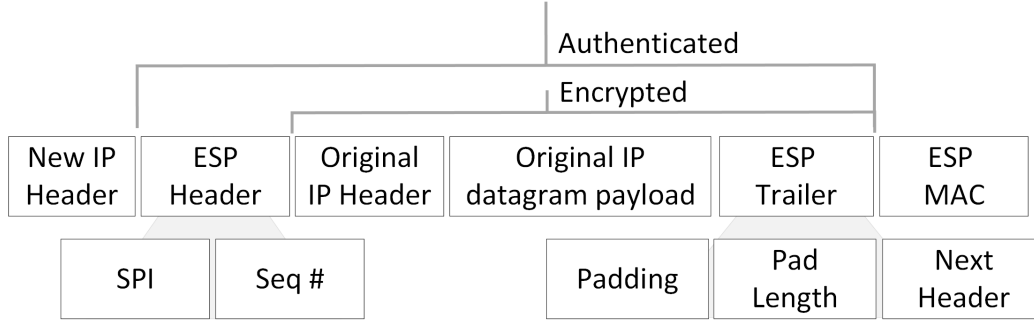 Authenticated
Encrypted
New IP
Header
ESP
Header
Original
IP Header
Original IP
datagram payload
ESP
Trailer
ESP
MAC
SPI
Seq #
Padding
Pad
Length
Next
Header